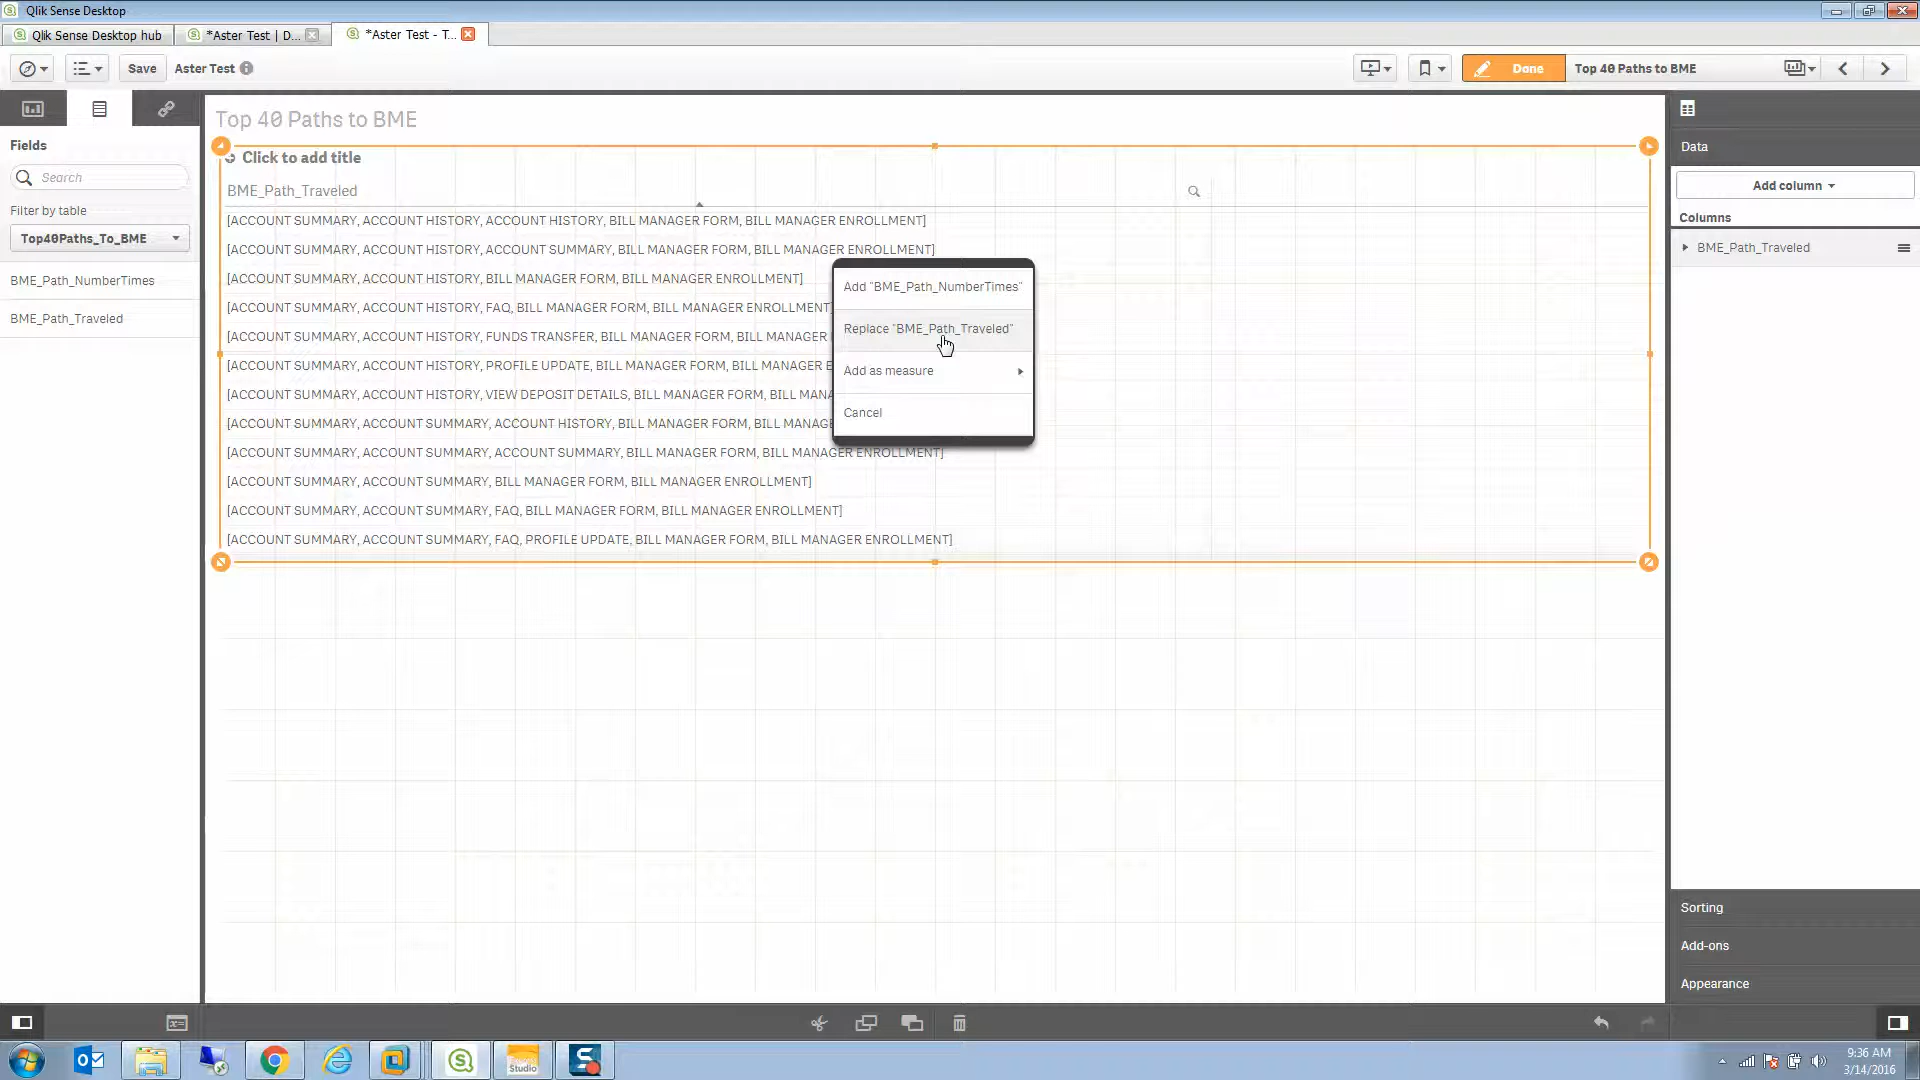 Qlik Sense Desktop
Qlik Sense Desktop hub
*Aster Test | D...
*Aster Test - T...
Save
Aster Test
Done
Top 40 Paths to BME
Fields
Search
Filter by table
Top40Paths_To_BME
BME_Path_NumberTimes
BME_Path_Traveled
Top 40 Paths to BME
Click to add title
BME_Path_Traveled
[ACCOUNT SUMMARY, ACCOUNT HISTORY, ACCOUNT HISTORY, BILL MANAGER FORM, BILL MANAGER ENROLLMENT]
[ACCOUNT SUMMARY, ACCOUNT HISTORY, ACCOUNT SUMMARY, BILL MANAGER FORM, BILL MANAGER ENROLLMENT]
[ACCOUNT SUMMARY, ACCOUNT HISTORY, BILL MANAGER FORM, BILL MANAGER ENROLLMENT]
[ACCOUNT SUMMARY, ACCOUNT HISTORY, FAQ, BILL MANAGER FORM, BILL MANAGER ENROLLMENT]
[ACCOUNT SUMMARY, ACCOUNT HISTORY, FUNDS TRANSFER, BILL MANAGER FORM, BILL MANAGER
[ACCOUNT SUMMARY, ACCOUNT HISTORY, PROFILE UPDATE, BILL MANAGER FORM, BILL MANAGER E
[ACCOUNT SUMMARY, ACCOUNT HISTORY, VIEW DEPOSIT DETAILS, BILL MANAGER FORM, BILL MANA
[ACCOUNT SUMMARY, ACCOUNT SUMMARY, ACCOUNT HISTORY, BILL MANAGER FORM, BILL MANAGE
[ACCOUNT SUMMARY, ACCOUNT SUMMARY, ACCOUNT SUMMARY, BILL MANAGER FORM, BILL MANAGER ENROLLMENT]
[ACCOUNT SUMMARY, ACCOUNT SUMMARY, BILL MANAGER FORM, BILL MANAGER ENROLLMENT]
[ACCOUNT SUMMARY, ACCOUNT SUMMARY, FAQ, BILL MANAGER FORM, BILL MANAGER ENROLLMENT]
[ACCOUNT SUMMARY, ACCOUNT SUMMARY, FAQ, PROFILE UPDATE, BILL MANAGER FORM, BILL MANAGER ENROLLMENT]
Add "BME_Path_NumberTimes"
Replace "BME_Path_Traveled"
Add as measure
Cancel
Data
Add column
Columns
BME_Path_Traveled
Sorting
Add-ons
Appearance
Studio
9:36 AM
3/14/2016